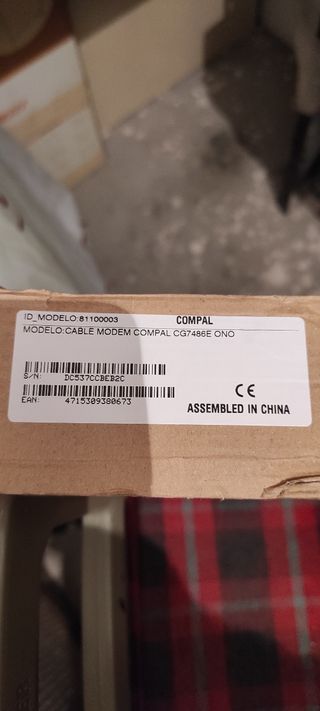 ID_MODELO:81100003 COMPAL
MODELO:CABLE MODEM COMPAL CG7486E ONO
S/N: DC537CCBEB2C
EAN: 4715309380673
CE
ASSEMBLED IN CHINA